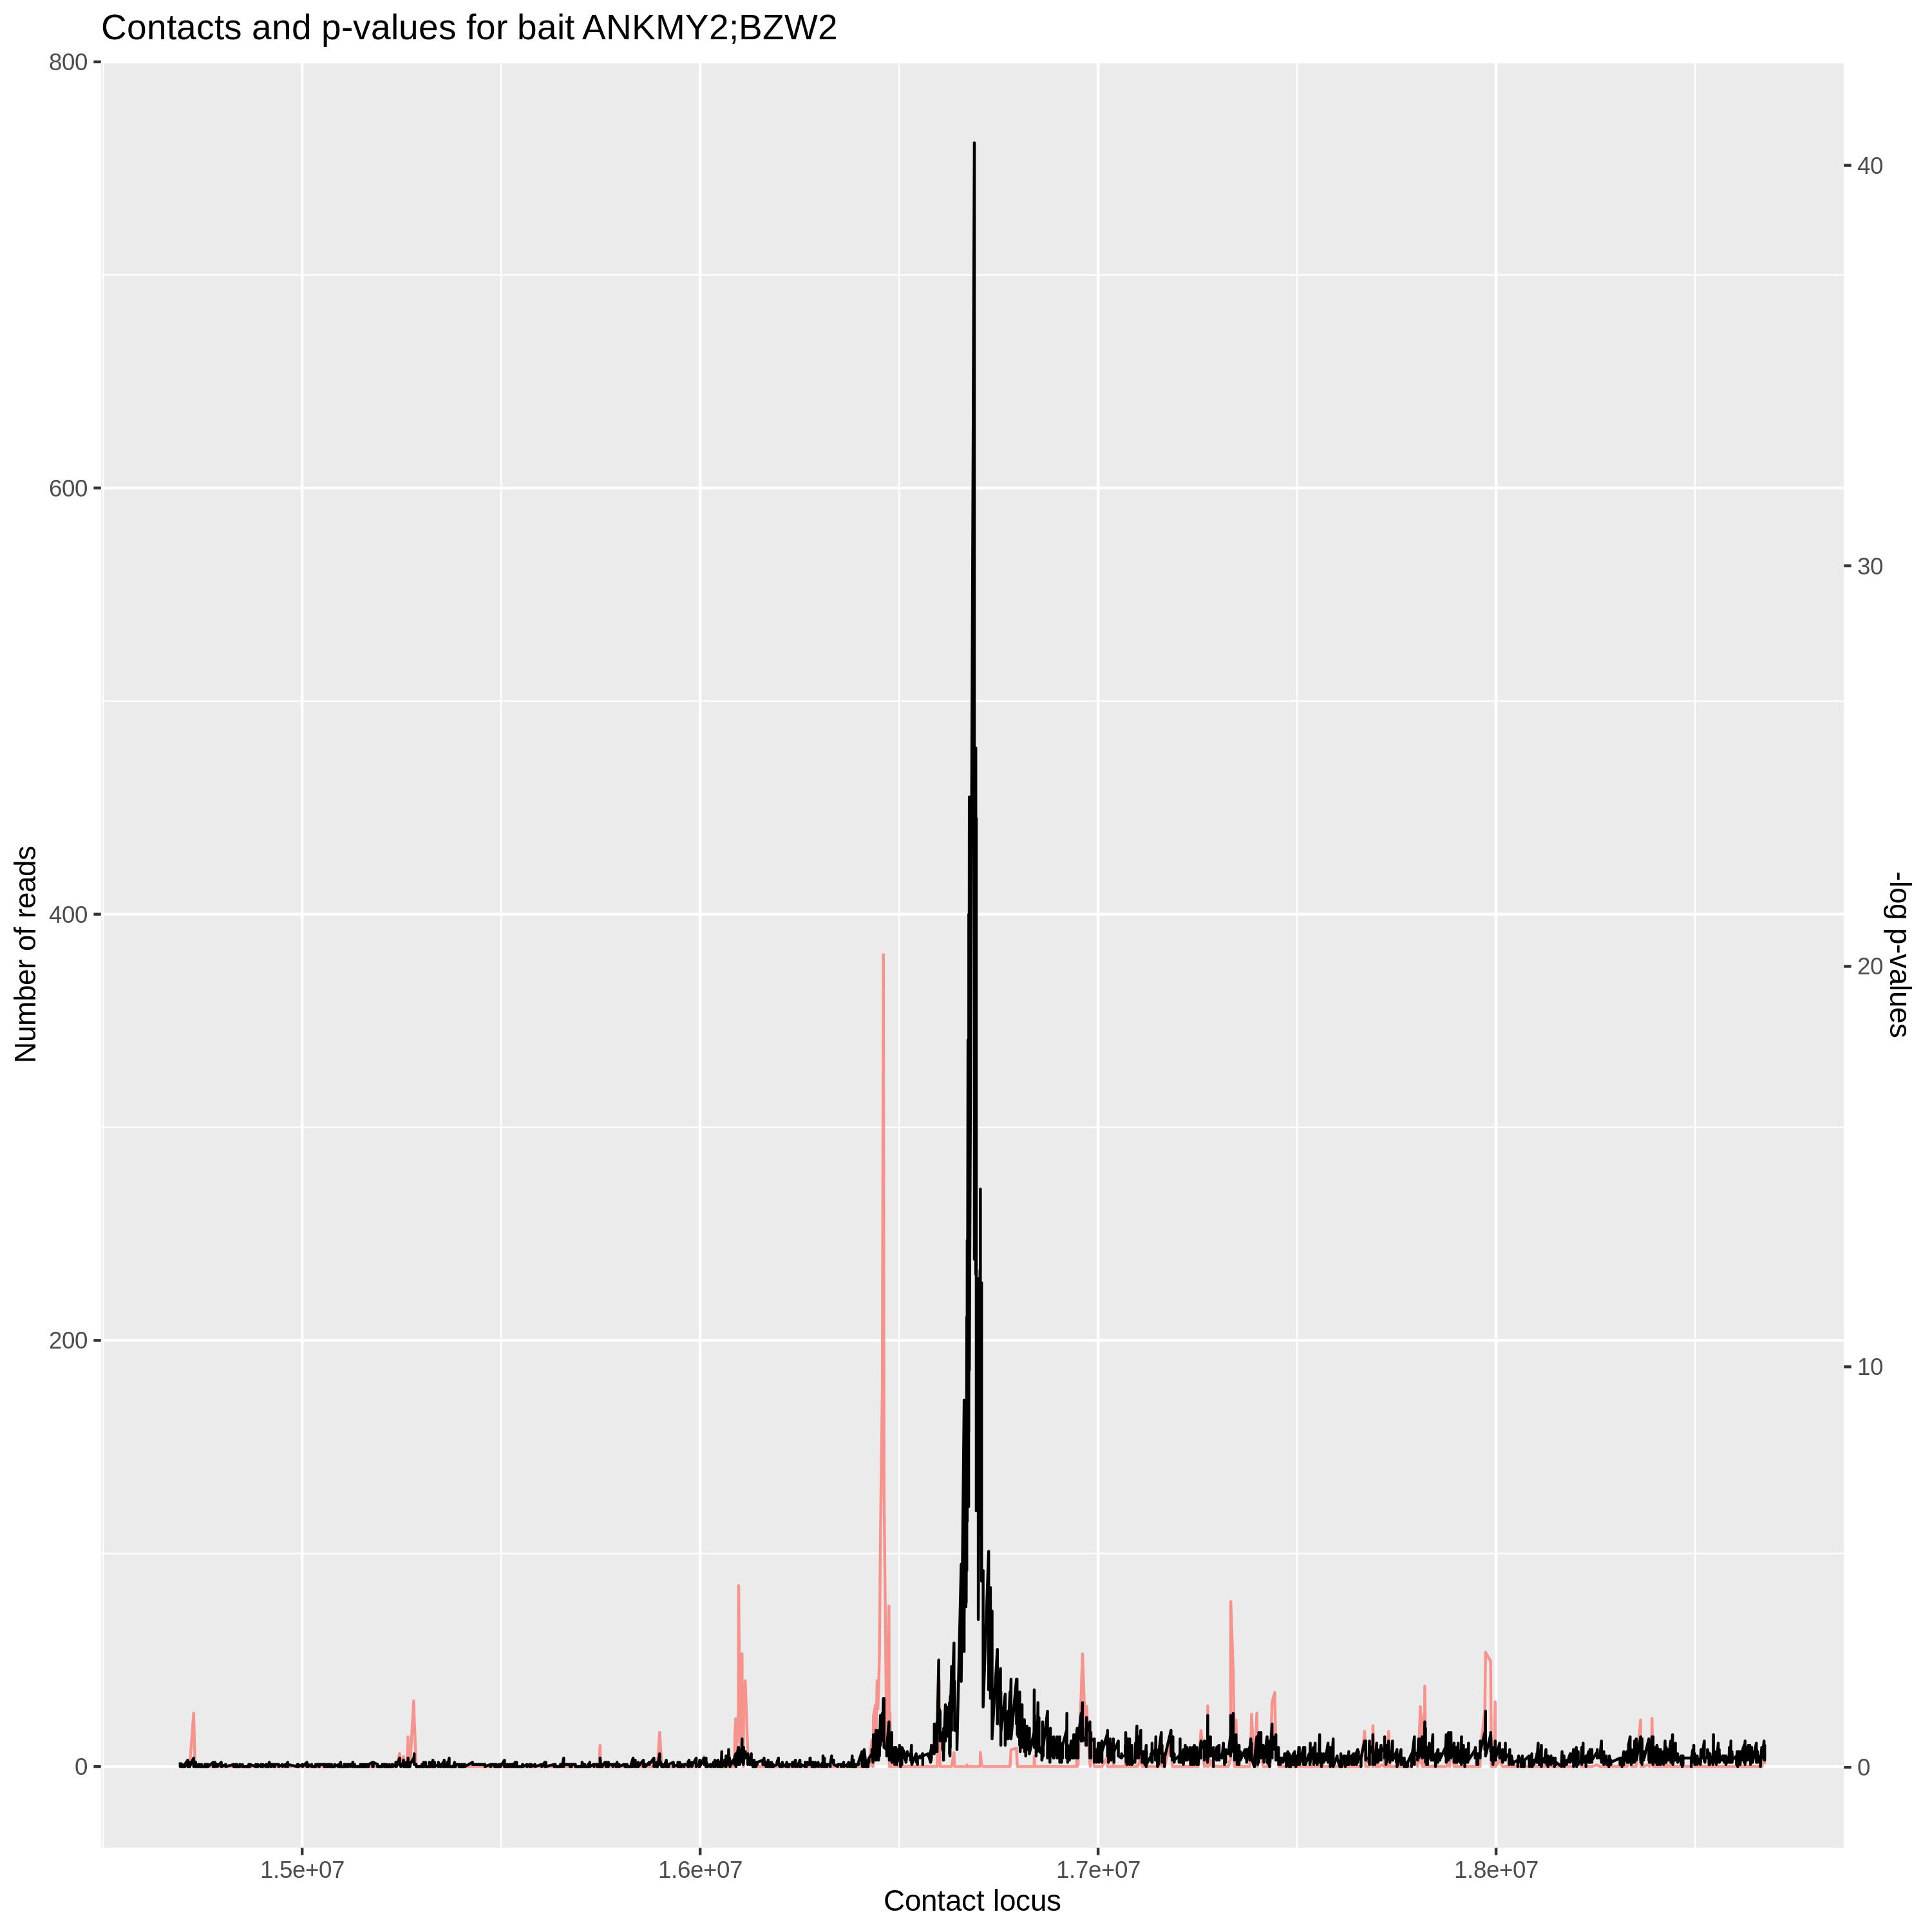 Contacts and p-values for bait ANKMY2;BZW2
800
600
400
200
0
Number of reads
40
30
20
10
0
-log p-values
1.5e+07
1.6e+07
1.7e+07
1.8e+07
Contact locus